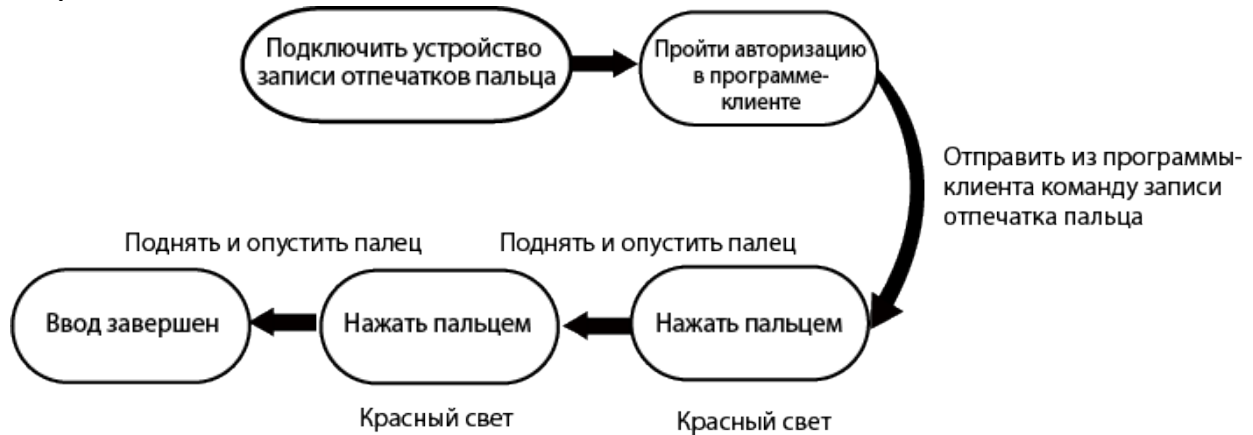 Подключить устройство
записи отпечатков пальца
Пройти авторизацию
в программе-
клиенте
Отправить из программы-
клиента команду записи
отпечатка пальца
Поднять и опустить палец
Поднять и опустить палец
Ввод завершен
Нажать пальцем
Нажать пальцем
Красный свет
Красный свет